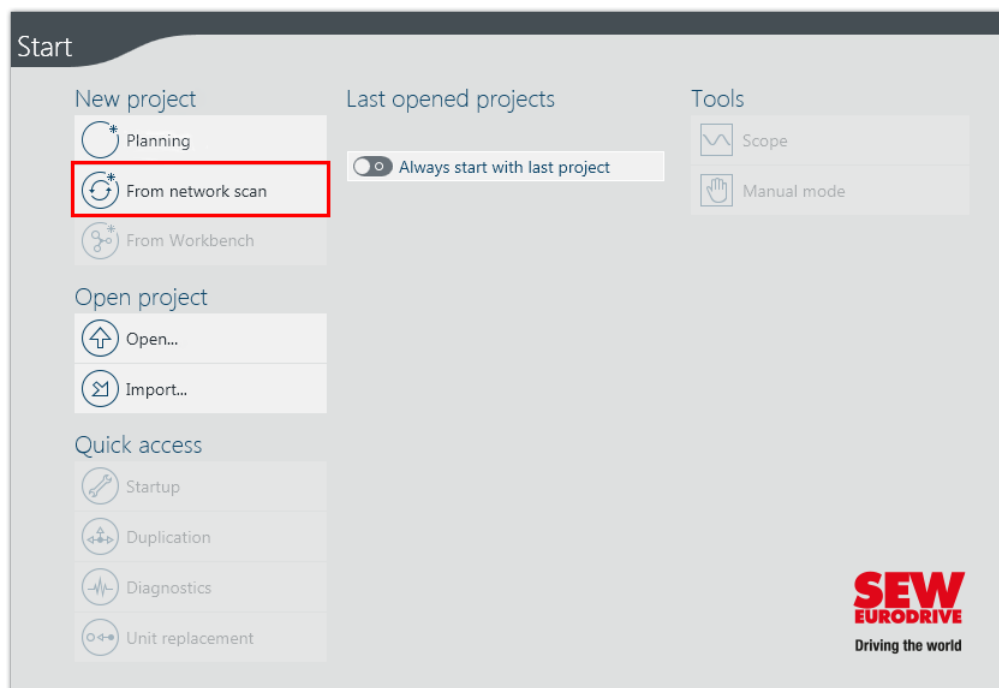 Start
New project
Planning
From network scan
From Workbench
Open project
Open...
Import...
Quick access
Startup
Duplication
Diagnostics
Unit replacement
Last opened projects
Always start with last project
Tools
Scope
Manual mode
SEW
EURODRIVE
Driving the world